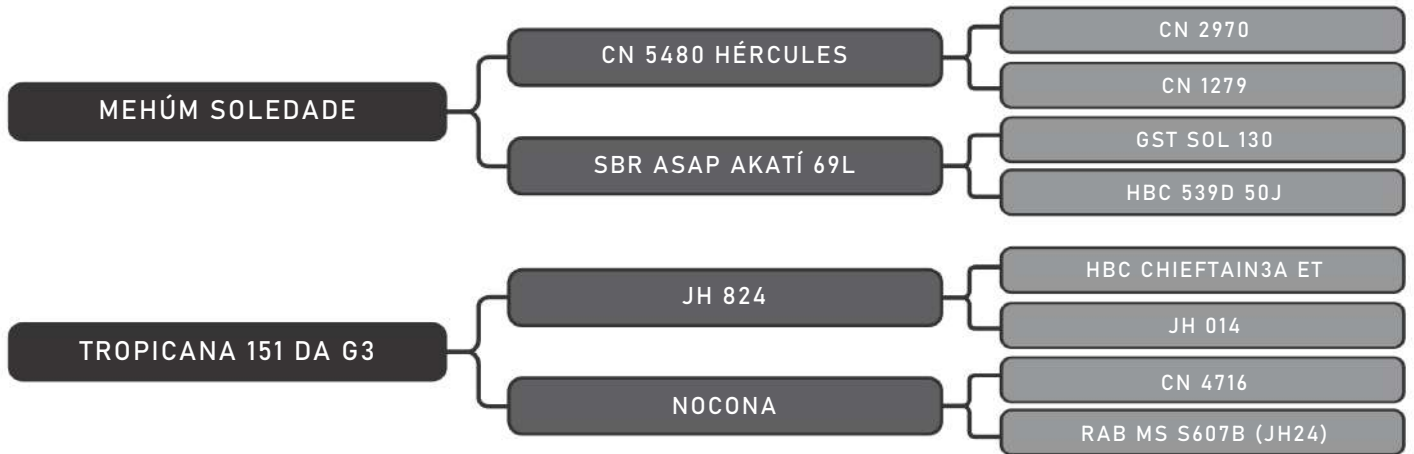 CN 2970
CN 5480 HÉRCULES
CN 1279
MEHÚM SOLEDADE
GST SOL 130
SBR ASAP AKATÍ 69L
HBC 539D 50J
HBC CHIEFTAIN3A ET
JH 824
JH 014
TROPICANA 151 DA G3
CN 4716
NOCONA
RAB MS S607B (JH24)